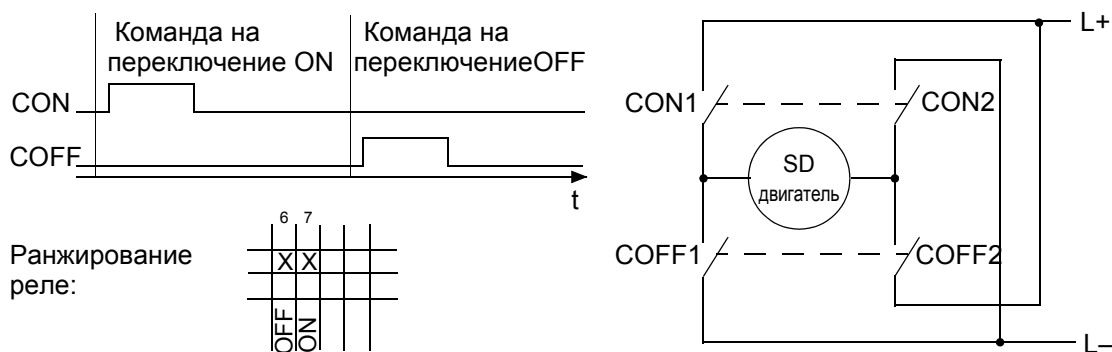 Команда на
переключение ON
Команда на
переключениеOFF
CON
COFF
t
6 7
Ранжирование
реле:
X X
OFF
ON
L+
CON1
CON2
SD
двигатель
COFF1
COFF2
L–